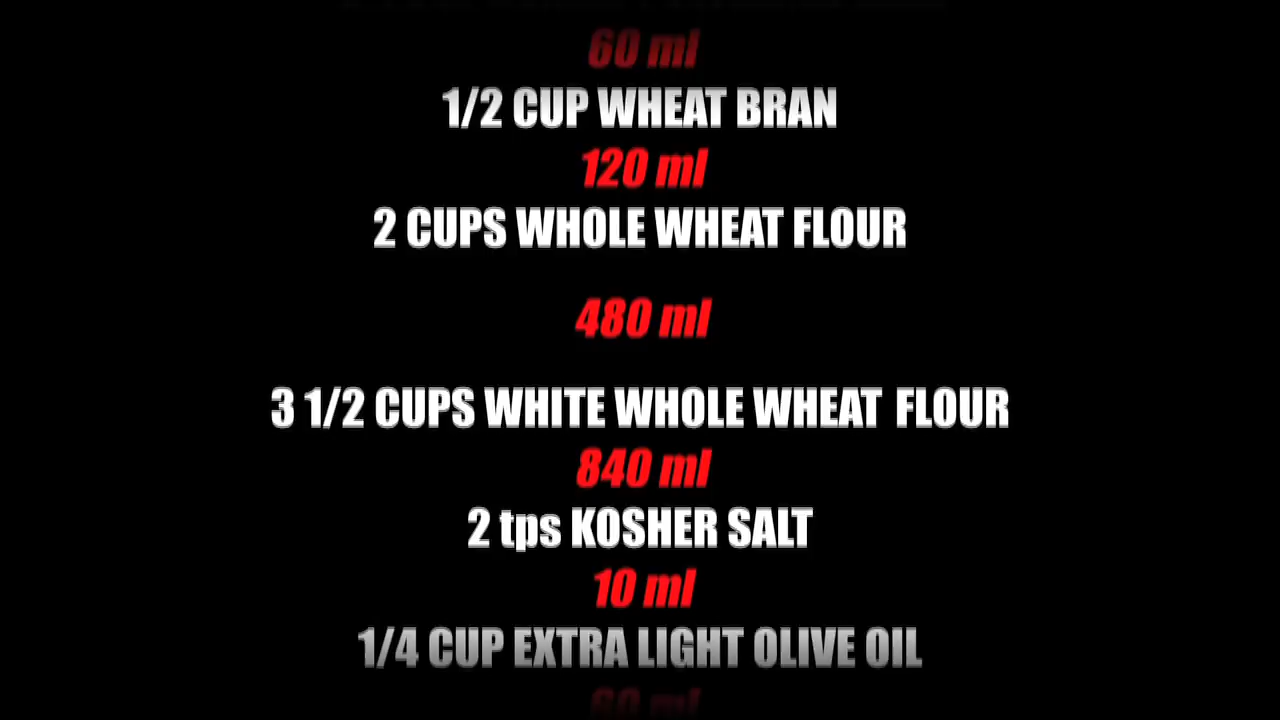 60 ml
1/2 CUP WHEAT BRAN
120 ml
2 CUPS WHOLE WHEAT FLOUR
480 ml
3 1/2 CUPS WHITE WHOLE WHEAT FLOUR
840 ml
2 tps KOSHER SALT
10 ml
1/4 CUP EXTRA LIGHT OLIVE OIL
60 ml